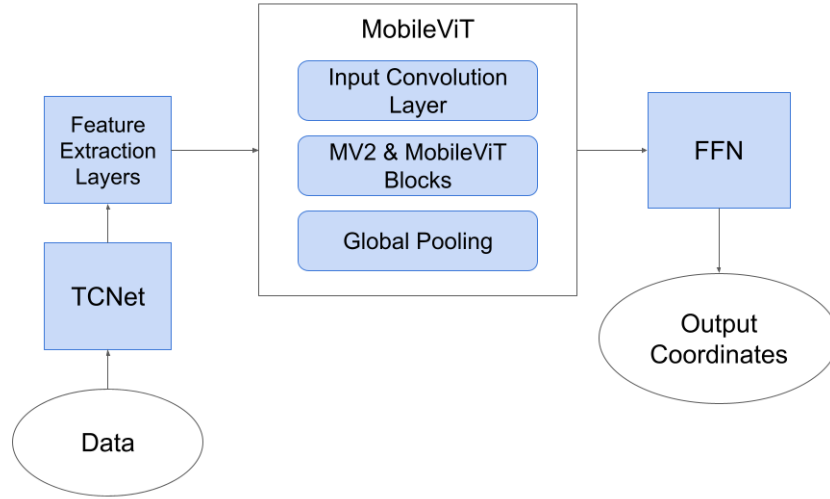 MobileViT
Input Convolution
Layer
MV2 & MobileViT
Blocks
Global Pooling
Feature
Extraction
Layers
TCNet
Data
FFN
Output
Coordinates